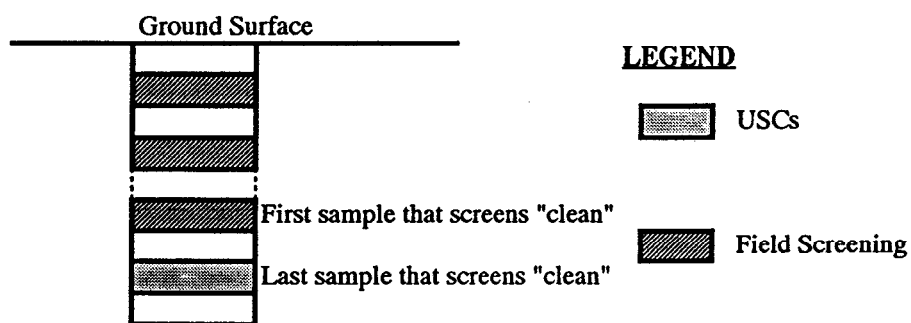 Ground Surface
LEGEND
USCs
First sample that screens "clean"
Field Screening
Last sample that screens "clean"